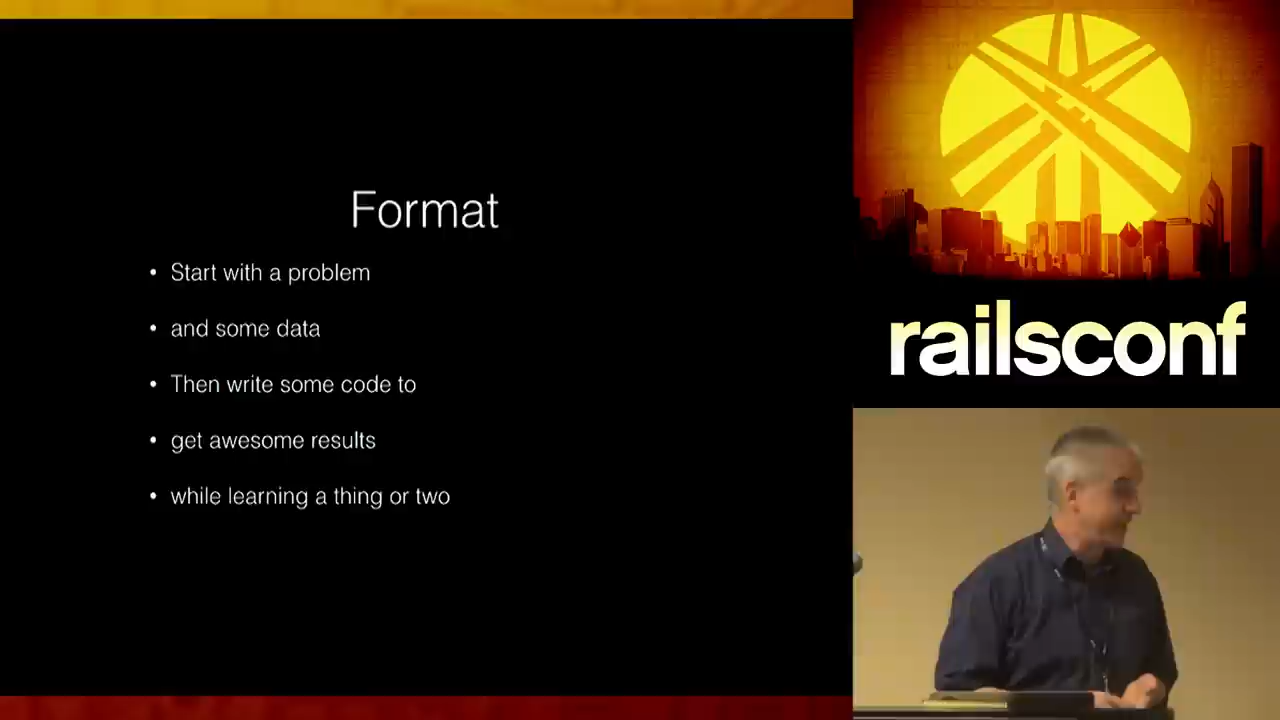 Format
• Start with a problem
• and some data
• Then write some code to
• get awesome results
• while learning a thing or two
railsconf